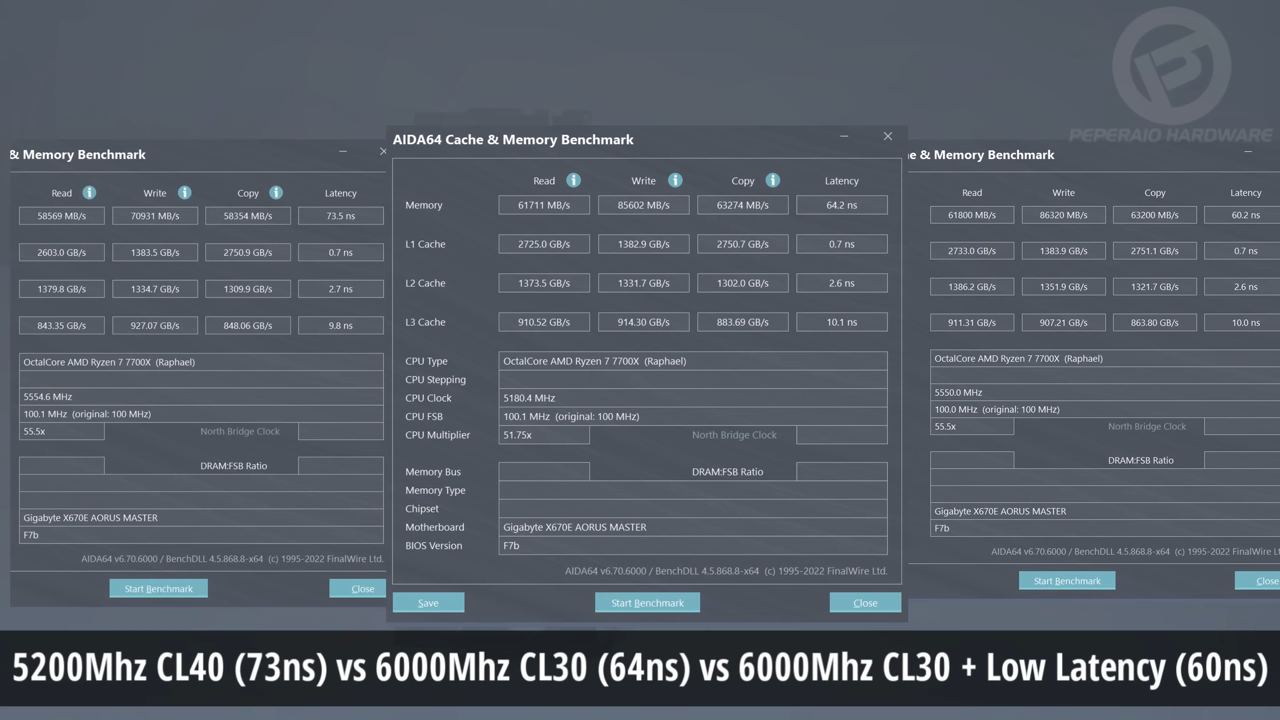 PEPERAIO HARDWARE
& Memory Benchmark
Read Write Copy Latency
58569 MB/s 70931 MB/s 58354 MB/s 73.5 ns
2603.0 GB/s 1383.5 GB/s 2750.9 GB/s 0.7 ns
1379.8 GB/s 1334.7 GB/s 1309.9 GB/s 2.7 ns
843.35 GB/s 927.07 GB/s 848.06 GB/s 9.8 ns
OctalCore AMD Ryzen 7 7700X (Raphael)
5554.6 MHz
100.1 MHz (original: 100 MHz)
55.5x North Bridge Clock
DRAM:FSB Ratio
Gigabyte X670E AORUS MASTER
F7b
AIDA64 v6.70.6000 / BenchDLL 4.5.868.8-x64 (c) 1995-2022 FinalWire Ltd.
Start Benchmark Close
AIDA64 Cache & Memory Benchmark
Read Write Copy Latency
Memory 61711 MB/s 85602 MB/s 63274 MB/s 64.2 ns
L1 Cache 2725.0 GB/s 1382.9 GB/s 2750.7 GB/s 0.7 ns
L2 Cache 1373.5 GB/s 1331.7 GB/s 1302.0 GB/s 2.6 ns
L3 Cache 910.52 GB/s 914.30 GB/s 883.69 GB/s 10.1 ns
CPU Type OctalCore AMD Ryzen 7 7700X (Raphael)
CPU Stepping
CPU Clock 5180.4 MHz
CPU FSB 100.1 MHz (original: 100 MHz)
CPU Multiplier 51.75x North Bridge Clock
Memory Bus DRAM:FSB Ratio
Memory Type
Chipset
Motherboard Gigabyte X670E AORUS MASTER
BIOS Version F7b
AIDA64 v6.70.6000 / BenchDLL 4.5.868.8-x64 (c) 1995-2022 FinalWire Ltd.
Save Start Benchmark Close
e & Memory Benchmark
Read Write Copy Latency
61800 MB/s 86320 MB/s 63200 MB/s 60.2 ns
2733.0 GB/s 1383.9 GB/s 2751.1 GB/s 0.7 ns
1386.2 GB/s 1351.9 GB/s 1321.7 GB/s 2.6 ns
911.31 GB/s 907.21 GB/s 863.80 GB/s 10.0 ns
OctalCore AMD Ryzen 7 7700X (Raphael)
5550.0 MHz
100.0 MHz (original: 100 MHz)
55.5x North Bridge Clock
DRAM:FSB Ratio
Gigabyte X670E AORUS MASTER
F7b
AIDA64 v6.70.6000 / BenchDLL 4.5.868.8-x64 (c) 1995-2022 FinalWire Lt
Start Benchmark Close
5200Mhz CL40 (73ns) vs 6000Mhz CL30 (64ns) vs 6000Mhz CL30 + Low Latency (60ns)